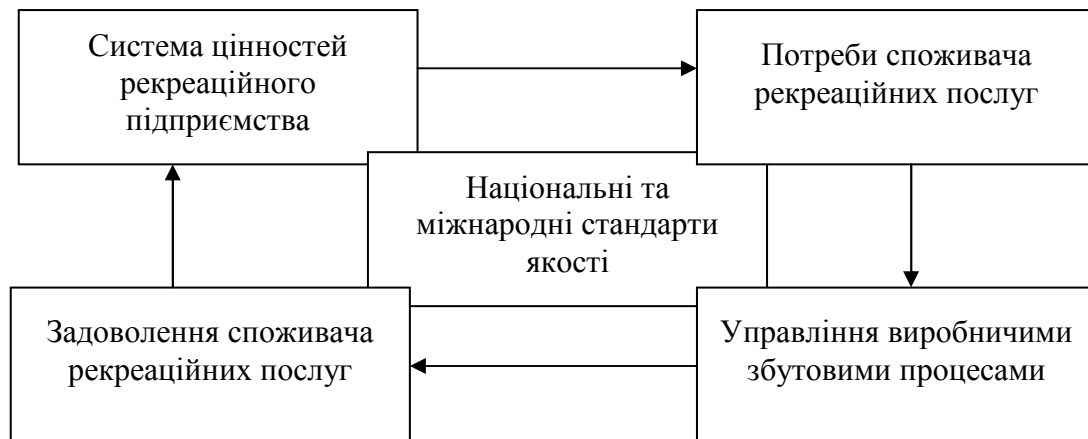 Система цінностей
рекреаційного
підприємства
Потреби споживача
рекреаційних послуг
Національні та
міжнародні стандарти
якості
Задоволення споживача
рекреаційних послуг
Управління виробничими
збутовими процесами